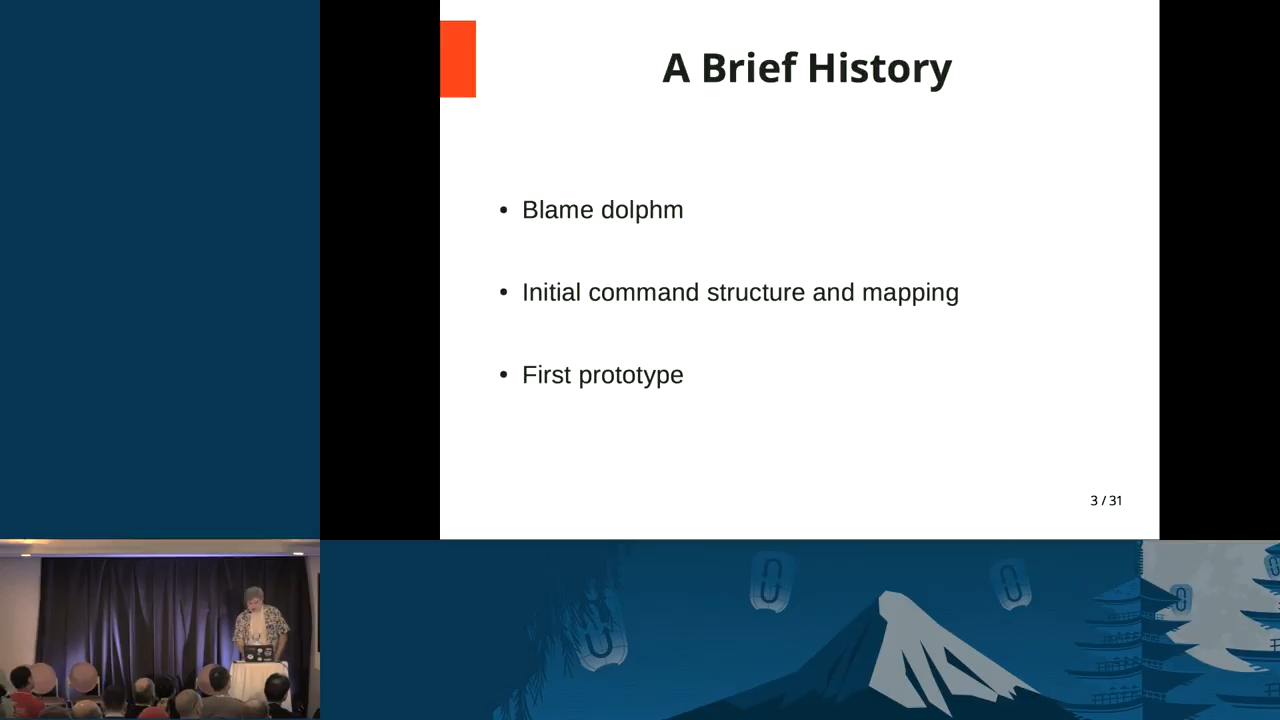 A Brief History
• Blame dolphm
• Initial command structure and mapping
• First prototype
3 / 31